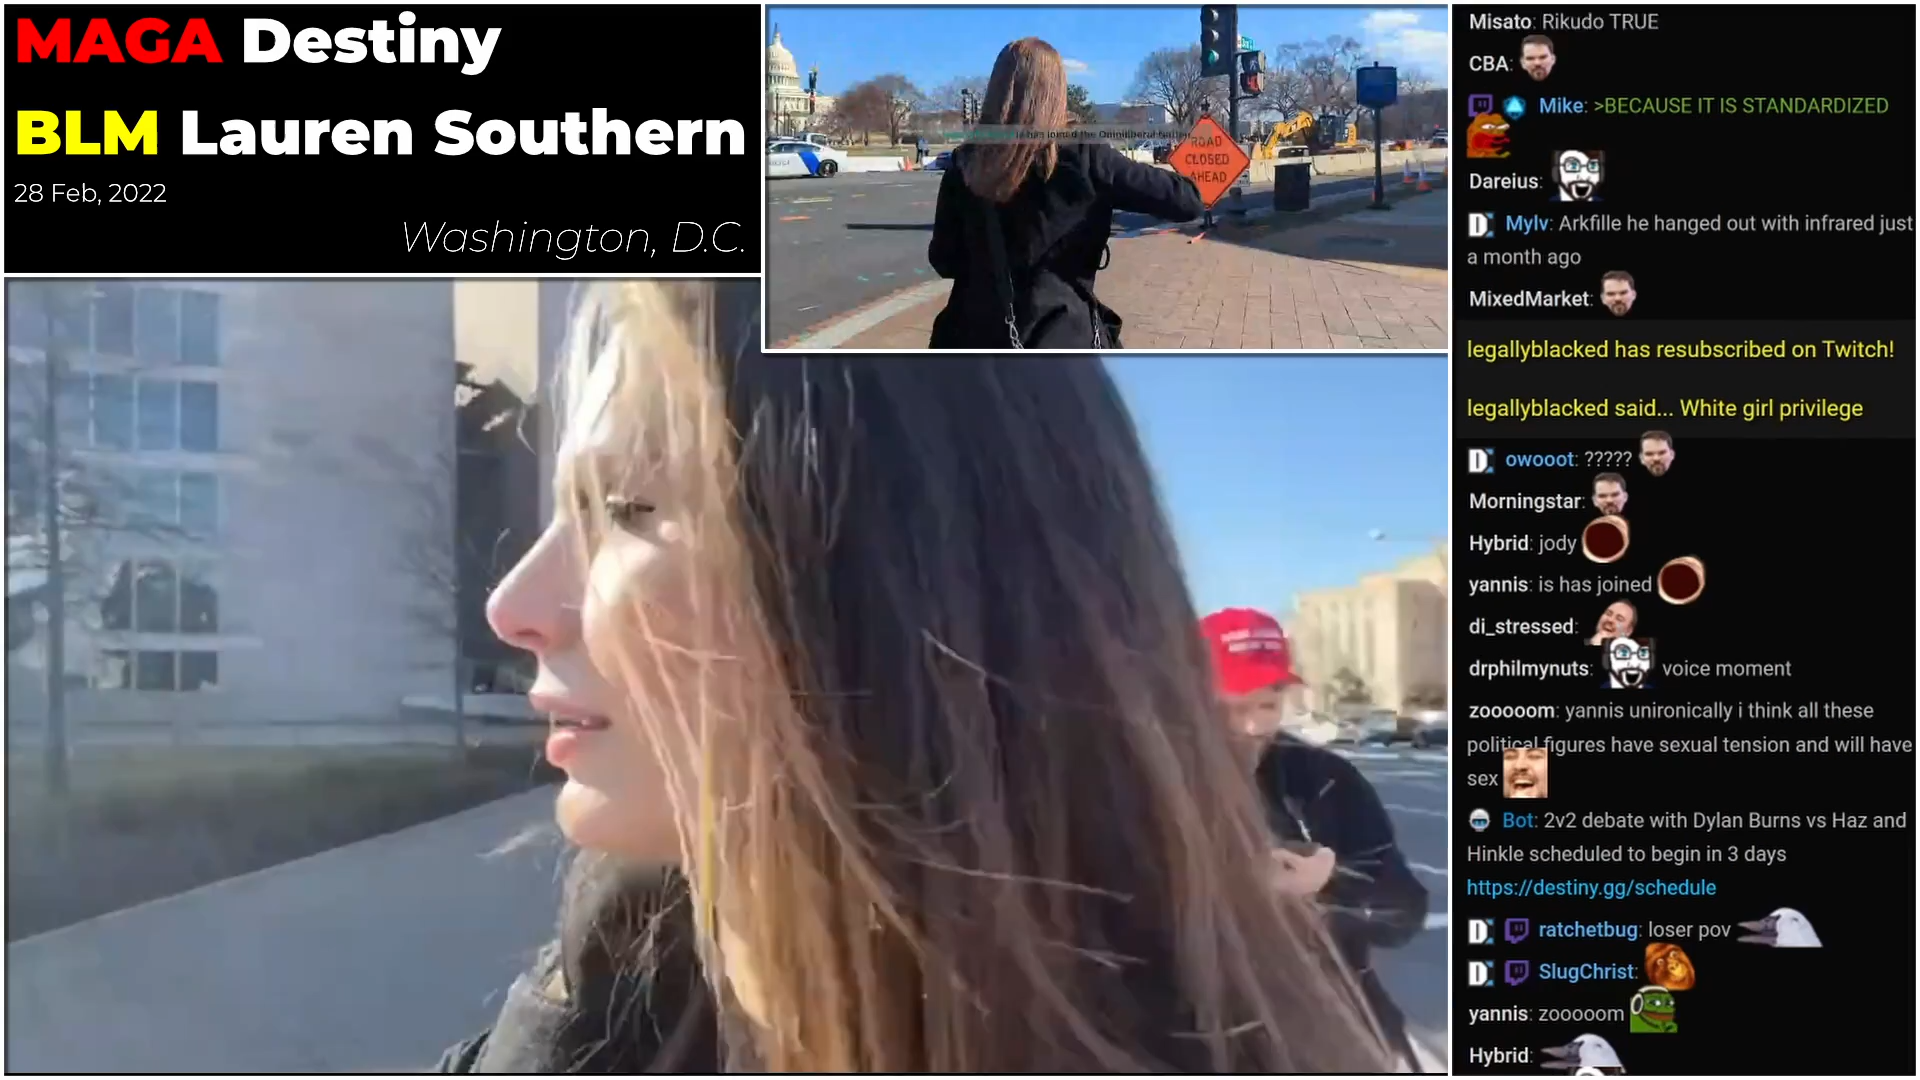 MAGA Destiny
BLM Lauren Southern
28 Feb, 2022
Washington, D.C.
ROAD
CLOSED
AHEAD
Misato: Rikudo TRUE
CBA:
Mike: >BECAUSE IT IS STANDARDIZED
Dareius:
Mylv: Arkfille he hanged out with infrared just
a month ago
MixedMarket:
legallyblacked has resubscribed on Twitch!
legallyblacked said... White girl privilege
owooot: ?????
Morningstar:
Hybrid: jody
yannis: is has joined
di_stressed:
drphilmynuts: voice moment
zooooom: yannis unironically i think all these
political figures have sexual tension and will have
sex
Bot: 2v2 debate with Dylan Burns vs Haz and
Hinkle scheduled to begin in 3 days
https://destiny.gg/schedule
ratchetbug: loser pov
SlugChrist:
yannis: zooooom
Hybrid: